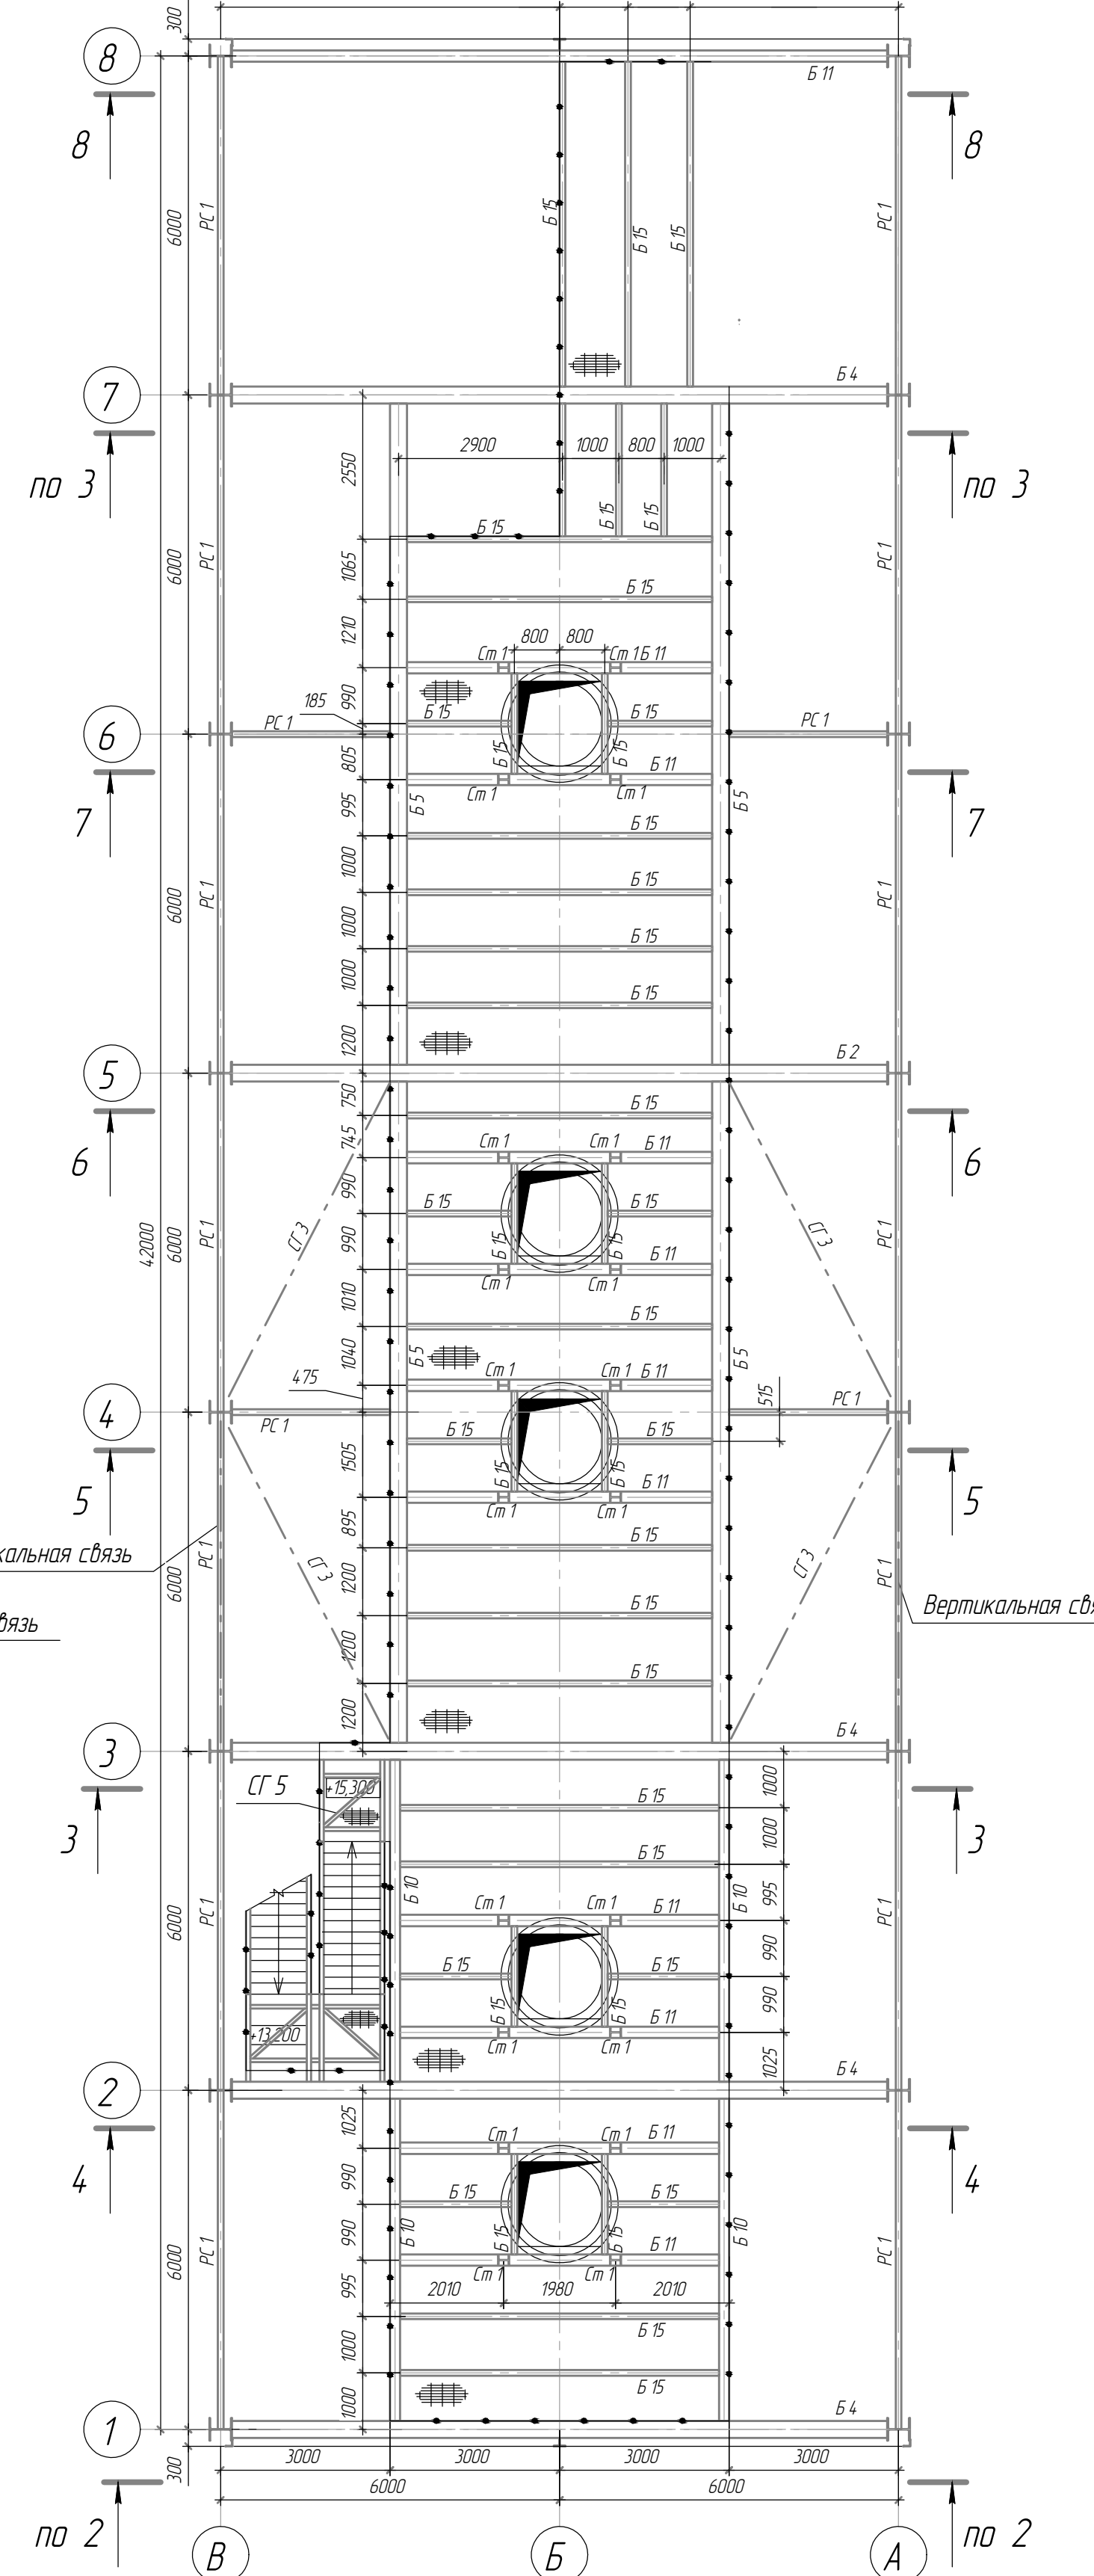 300
8
Б 11
8
8
6000
РС 1
Б 15
Б 15
Б 15
РС 1
7
Б 4
2900
1000
800
1000
2550
по 3
по 3
Б 15
Б 15
Б 15
6000
РС 1
1065
РС 1
Б 15
1210
800
800
Ст 1
Ст 1 Б 11
990
185
Б 15
Б 15
6
РС 1
РС 1
805
Б 15
Б 15
Б 11
Ст 1
Ст 1
995
Б 5
Б 5
7
7
Б 15
1000
Б 15
6000
РС 1
РС 1
1000
Б 15
1000
Б 15
1200
5
Б 2
750
Б 15
745
Ст 1
Ст 1
Б 11
6
6
990
Б 15
Б 15
42000
6000
РС 1
СГ 3
990
Б 15
Б 15
Б 11
СГ 3
РС 1
Ст 1
Ст 1
1010
Б 15
1040
Б 5
Б 5
475
Ст 1
Ст 1
Б 11
515
4
РС 1
РС 1
1505
Б 15
Б 15
Б 15
Б 15
Б 11
5
5
Ст 1
Ст 1
895
Б 15
кальная связь
РС 1
6000
СГ 3
1200
СГ 3
РС 1
Б 15
Вертикальная свя
вязь
1200
Б 15
1200
3
Б 4
СГ 5
+15,300
1000
Б 15
3
3
1000
Б 15
Б 10
Б 10
995
6000
РС 1
Ст 1
Ст 1
Б 11
РС 1
990
Б 15
Б 15
990
Б 15
Б 15
+13,200
Б 11
Ст 1
Ст 1
1025
2
Б 4
1025
Ст 1
Ст 1
Б 11
4
4
990
Б 15
Б 15
6000
РС 1
990
Б 10
Б 15
Б 15
Б 11
Б 10
РС 1
Ст 1
Ст 1
995
2010
1980
2010
Б 15
1000
Б 15
1000
1
Б 4
300
3000
3000
3000
3000
6000
6000
по 2
В
Б
А
по 2